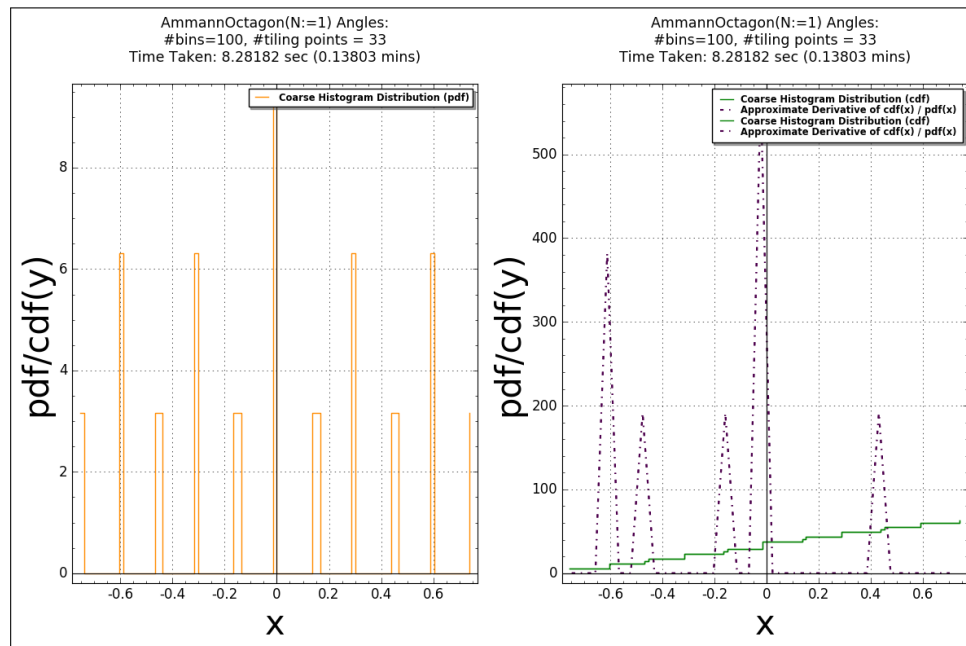 AmmannOctagon(N:=1) Angles:
#bins=100, #tiling points = 33
Time Taken: 8.28182 sec (0.13803 mins)
Coarse Histogram Distribution (pdf)
8
6
4
2
0
pdf/cdf(y)
-0.6
-0.4
-0.2
0
0.2
0.4
0.6
x
AmmannOctagon(N:=1) Angles:
#bins=100, #tiling points = 33
Time Taken: 8.28182 sec (0.13803 mins)
Coarse Histogram Distribution (cdf)
Approximate Derivative of cdf(x) / pdf(x)
Coarse Histogram Distribution (cdf)
Approximate Derivative of cdf(x) / pdf(x)
500
400
300
200
100
0
pdf/cdf(y)
-0.6
-0.4
-0.2
0
0.2
0.4
0.6
x